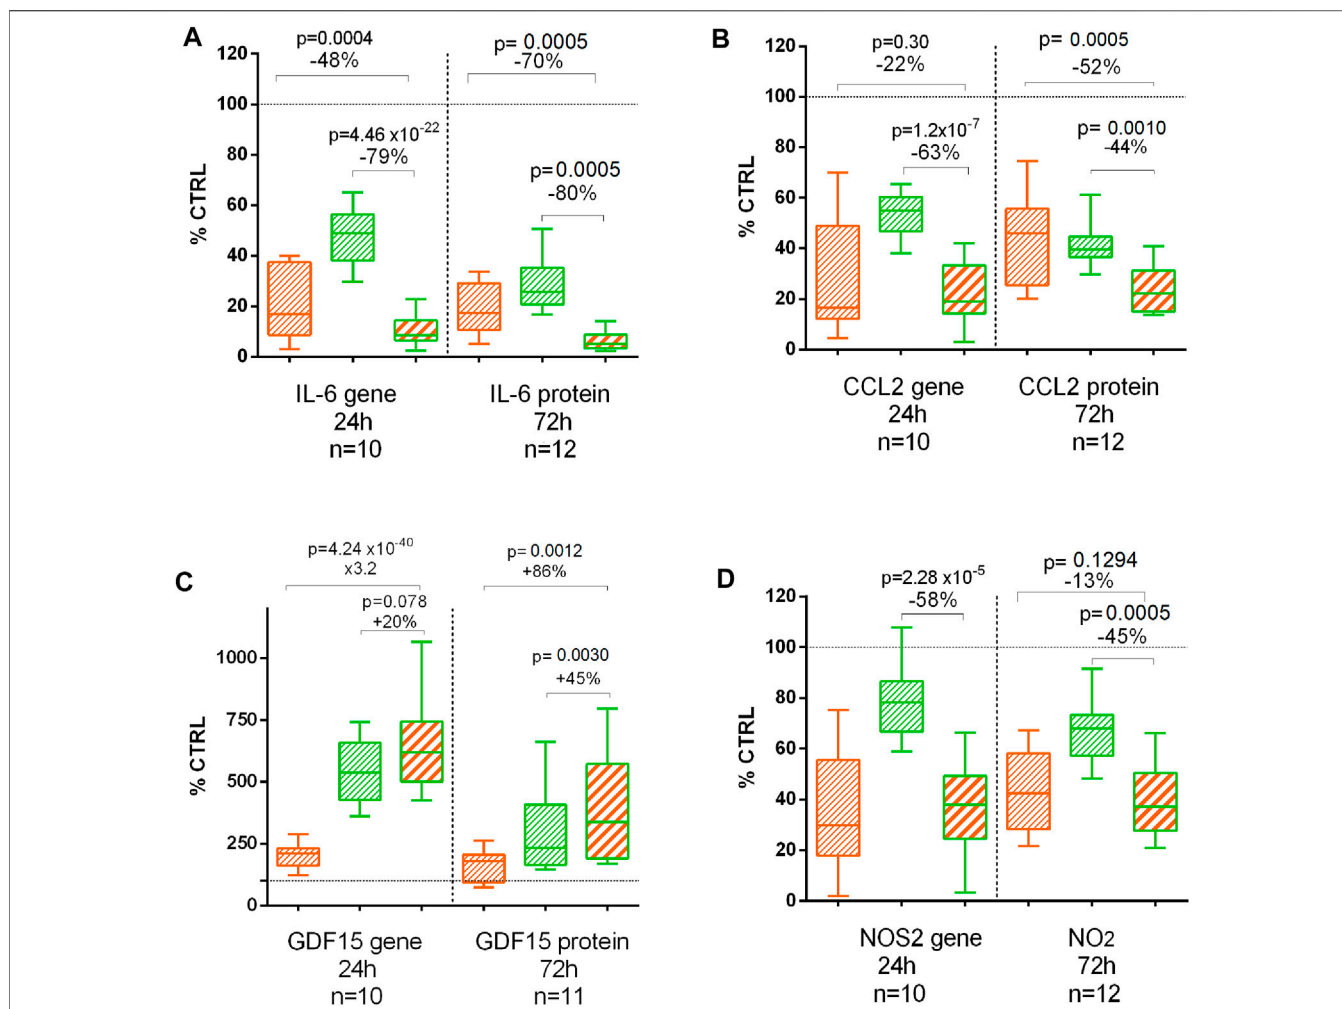 A
p=0.0004
-48%
p= 0.0005
-70%
p=4.46 x10-22
-79%
p= 0.0005
-80%
% CTRL
120
100
80
60
40
20
0
IL-6 gene
24h
n=10
IL-6 protein
72h
n=12
B
p=0.30
-22%
p= 0.0005
-52%
p=1.2x10-7
-63%
p= 0.0010
-44%
% CTRL
120
100
80
60
40
20
0
CCL2 gene
24h
n=10
CCL2 protein
72h
n=12
C
p=4.24 x10-40
x3.2
p= 0.0012
+86%
p=0.078
+20%
p= 0.0030
+45%
% CTRL
1000
750
500
250
0
GDF15 gene
24h
n=10
GDF15 protein
72h
n=11
D
p=2.28 x10-5
-58%
p= 0.1294
-13%
p= 0.0005
-45%
% CTRL
120
100
80
60
40
20
0
NOS2 gene
24h
n=10
NO2
72h
n=12